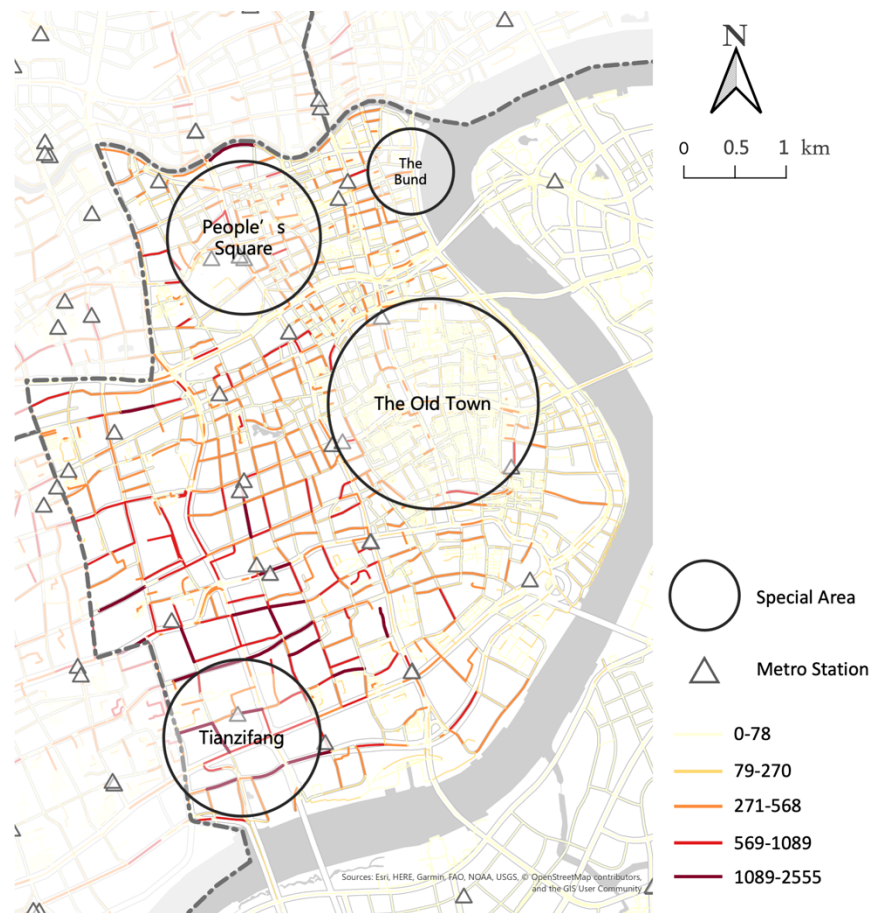 N
0 0.5 1 km
The
Bund
People’s
Square
The Old Town
Tianzifang
Special Area
Metro Station
0-78
79-270
271-568
569-1089
1089-2555
Sources: Esri, HERE, Garmin, FAO, NOAA, USGS, © OpenStreetMap contributors,
and the GIS User Community